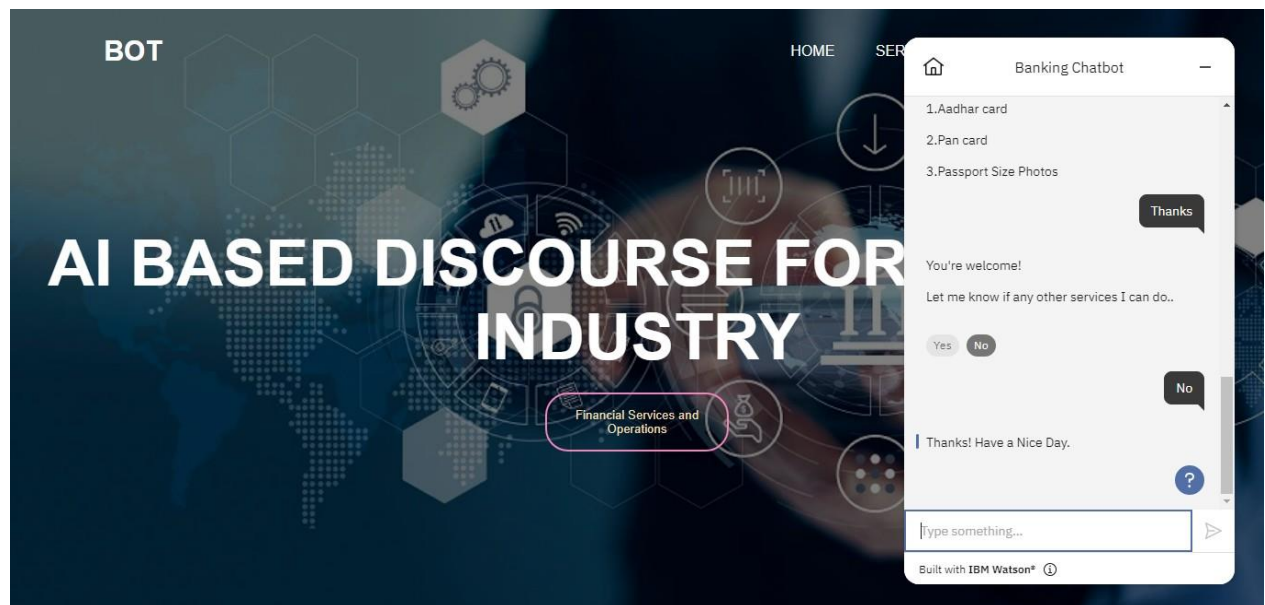 BOT
HOME SER
AI BASED DISCOURSE FOR
INDUSTRY
Financial Services and
Operations
Banking Chatbot
1.Aadhar card
2.Pan card
3.Passport Size Photos
Thanks
You're welcome!
Let me know if any other services I can do..
Yes No
No
Thanks! Have a Nice Day.
?
Type something...
Built with IBM Watson®